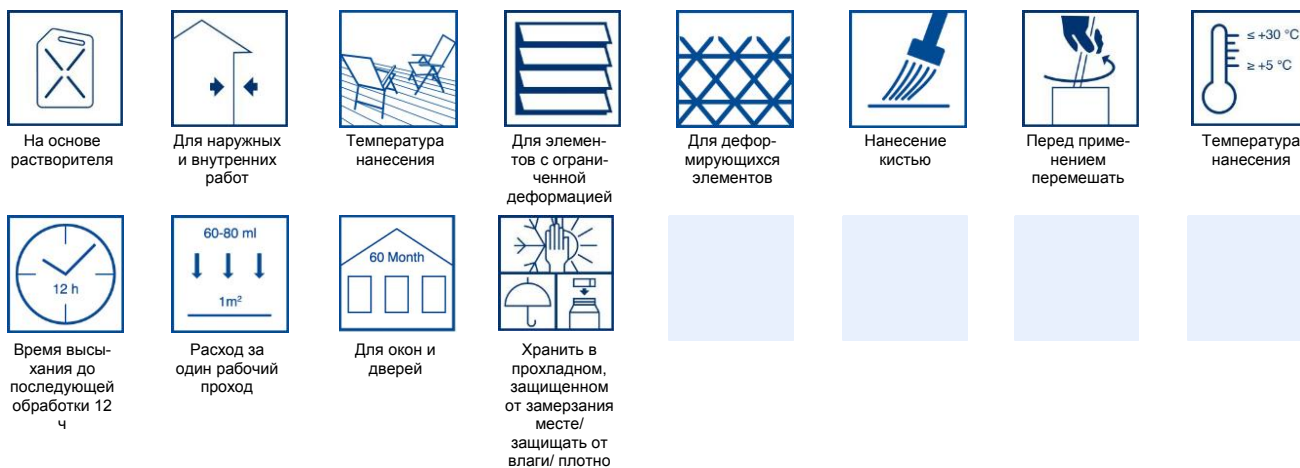 ≤ +30 °C
≥ +5 °C
На основе
растворителя
Для наружных
и внутренних
работ
Температура
нанесения
Для элемен-
тов с ограни-
ченной
деформацией
Для дефор-
мирующихся
элементов
Нанесение
кистью
Перед приме-
нением
перемешать
Температура
нанесения
12 h
60-80 ml
1m²
60 Month
Время высы-
хания до
последующей
обработки 12
ч
Расход за
один рабочий
проход
Для окон и
дверей
Хранить в
прохладном,
защищенном
от замерзания
месте/
защищать от
влаги/ плотно